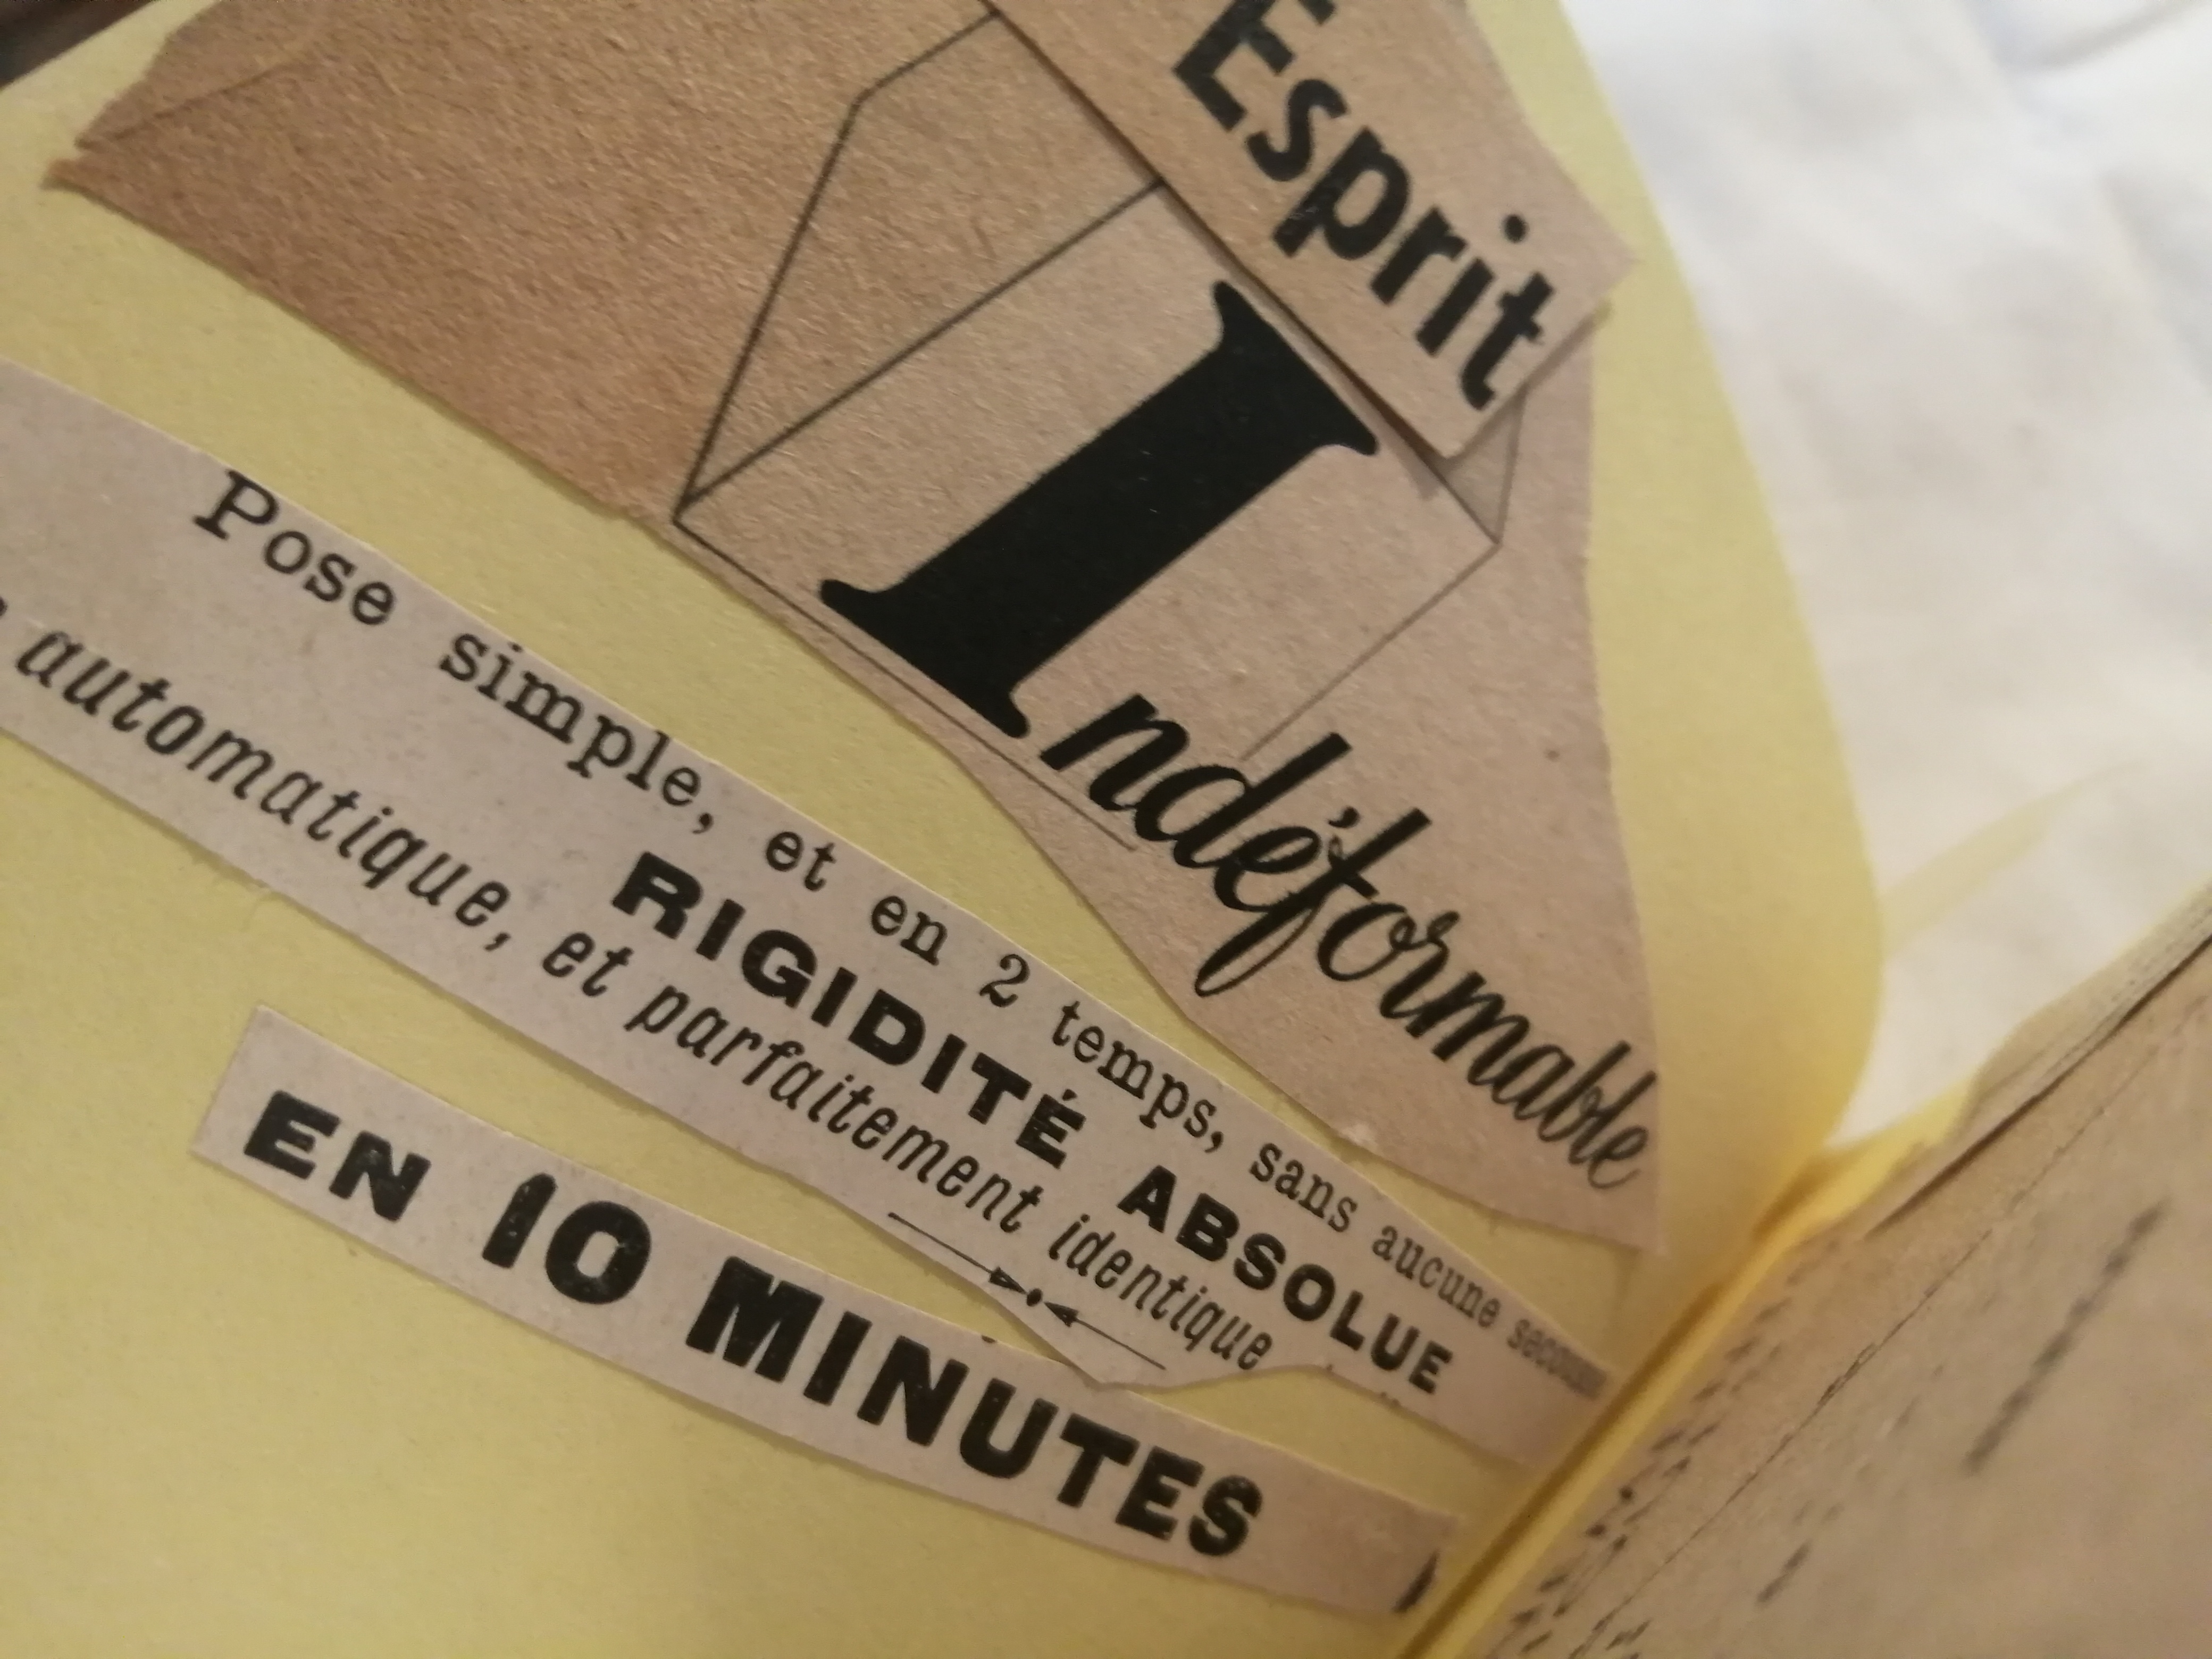 Esprit
Indéformable
Pose simple, et en 2 temps, sans aucune
RIGIDITÉ ABSOLUE
automatique, et parfaitement identique
EN 10 MINUTES